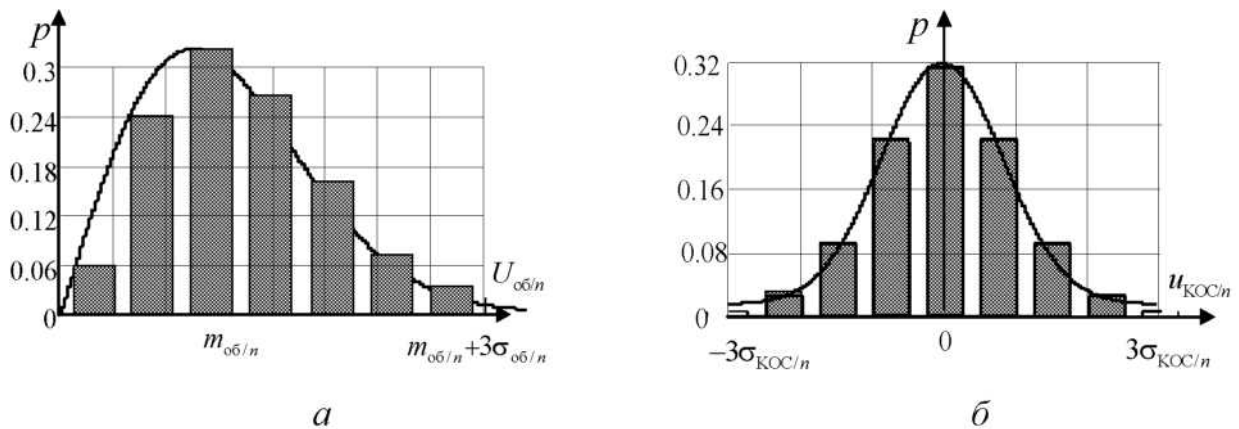 p
0.3
0.24
0.18
0.12
0.06
0
U об/n
m об/n
m об/n +3σ об/n
а
p
0.32
0.24
0.16
0.08
0
u КОС/n
−3σ КОС/n
0
3σ КОС/n
б